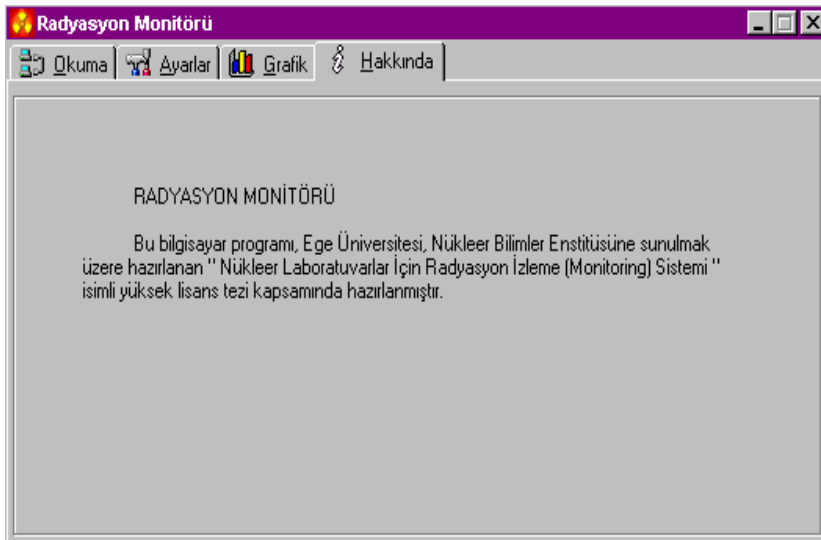 Radyasyon Monitörü
Okuma Ayarlar Grafik Hakkında
RADYASYON MONİTÖRÜ
Bu bilgisayar programı, Ege Üniversitesi, Nükleer Bilimler Enstitüsüne sunulmak
üzere hazırlanan " Nükleer Laboratuvarlar İçin Radyasyon İzleme (Monitoring) Sistemi "
isimli yüksek lisans tezi kapsamında hazırlanmıştır.